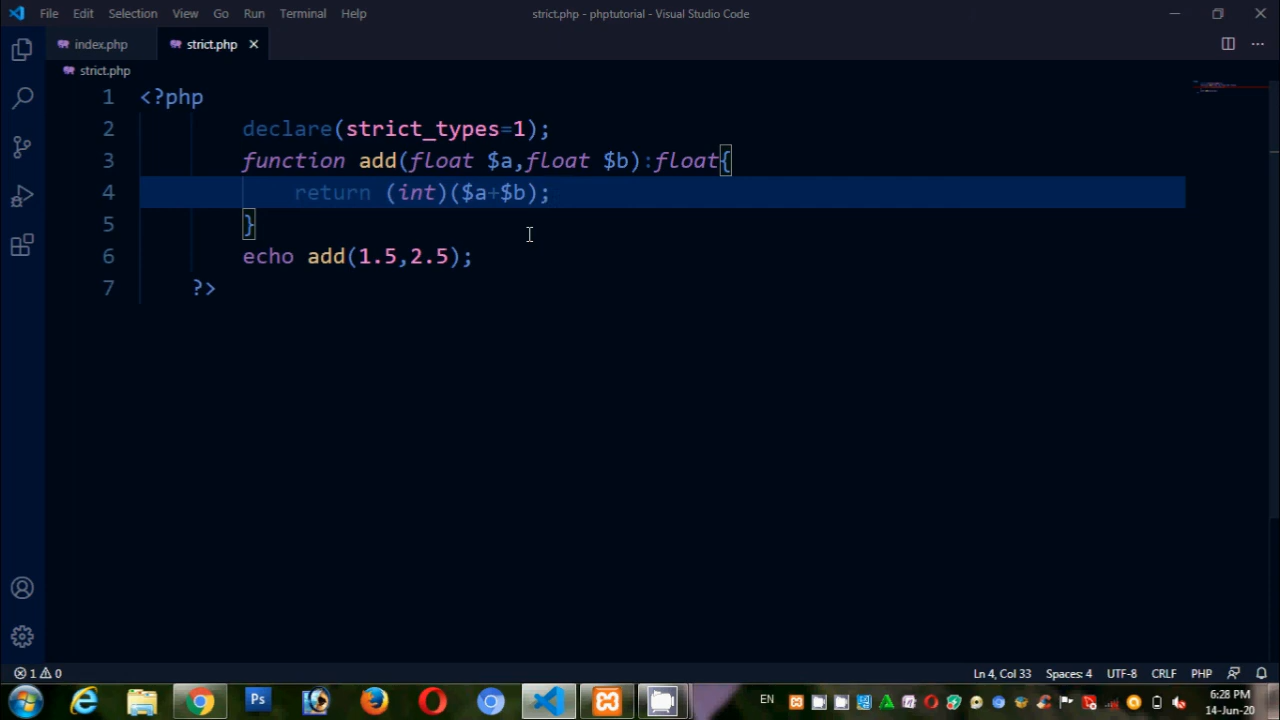 File Edit Selection View Go Run Terminal Help strict.php - phptutorial - Visual Studio Code
index.php strict.php
strict.php
1 <?php
2 declare(strict_types=1);
3 function add(float $a,float $b):float{
4 return (int)($a+$b);
5 }
6 echo add(1.5,2.5);
7 ?>
1 0 Ln 4, Col 33 Spaces: 4 UTF-8 CRLF PHP
Ps EN 6:28 PM
14-Jun-20